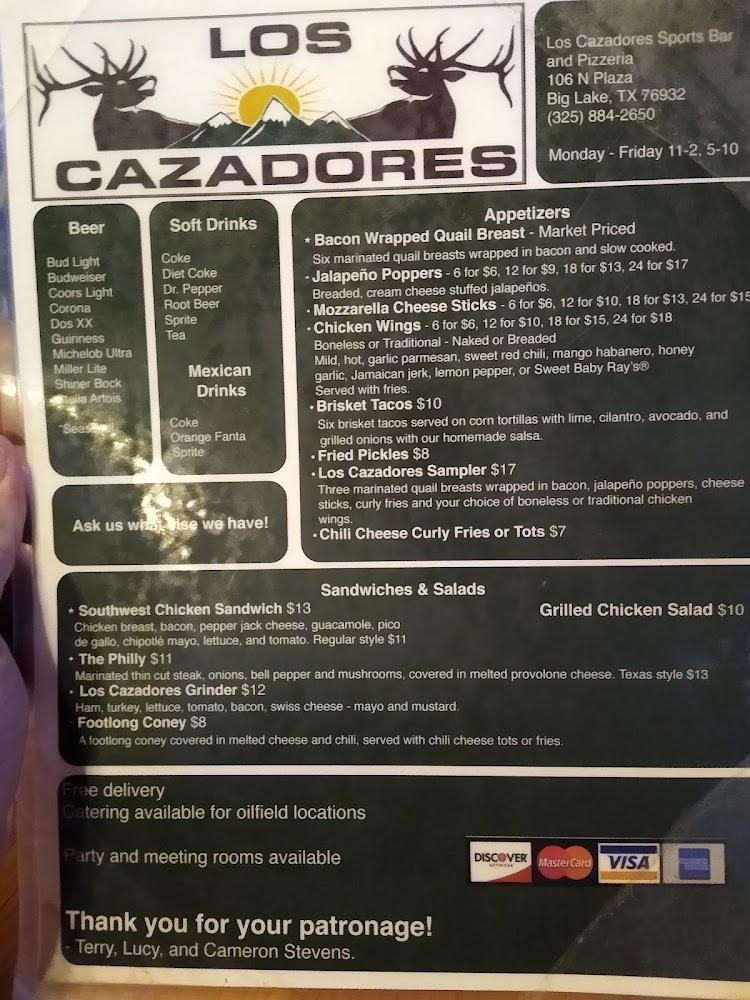 LOS
CAZADORES
Los Cazadores Sports Bar
and Pizzeria
106 N Plaza
Big Lake, TX 76932
(325) 884-2650
Monday - Friday 11-2, 5-10
Beer
Bud Light
Budweiser
Coors Light
Corona
Dos XX
Guinness
Michelob Ultra
Miller Lite
Shiner Bock
Stella Artois
Soft Drinks
Coke
Diet Coke
Dr. Pepper
Root Beer
Sprite
Tea
Mexican
Drinks
Coke
Orange Fanta
Sprite
Ask us what else we have!
Appetizers
* Bacon Wrapped Quail Breast - Market Priced
Six marinated quail breasts wrapped in bacon and slow cooked.
· Jalapeño Poppers - 6 for $6, 12 for $9, 18 for $13, 24 for $17
Breaded, cream cheese stuffed jalapeños.
· Mozzarella Cheese Sticks - 6 for $6, 12 for $10, 18 for $13, 24 for $15
· Chicken Wings - 6 for $6, 12 for $10, 18 for $15, 24 for $18
Boneless or Traditional - Naked or Breaded
Mild, hot, garlic parmesan, sweet red chili, mango habanero, honey
garlic, Jamaican jerk, lemon pepper, or Sweet Baby Ray's®
Served with fries.
· Brisket Tacos $10
Six brisket tacos served on corn tortillas with lime, cilantro, avocado, and
grilled onions with our homemade salsa.
· Fried Pickles $8
· Los Cazadores Sampler $17
Three marinated quail breasts wrapped in bacon, jalapeño poppers, cheese
sticks, curly fries and your choice of boneless or traditional chicken
wings.
· Chili Cheese Curly Fries or Tots $7
Sandwiches & Salads
* Southwest Chicken Sandwich $13
Chicken breast, bacon, pepper jack cheese, guacamole, pico
de gallo, chipotlé mayo, lettuce, and tomato. Regular style $11
· The Philly $11
Marinated thin cut steak, onions, bell pepper and mushrooms, covered in melted provolone cheese. Texas style $13
· Los Cazadores Grinder $12
Ham, turkey, lettuce, tomato, bacon, swiss cheese - mayo and mustard.
· Footlong Coney $8
A footlong coney covered in melted cheese and chili, served with chili cheese tots or fries.
Grilled Chicken Salad $10
Free delivery
Catering available for oilfield locations
Party and meeting rooms available
DISCOVER
NETWORK
MasterCard
VISA
Thank you for your patronage!
- Terry, Lucy, and Cameron Stevens.